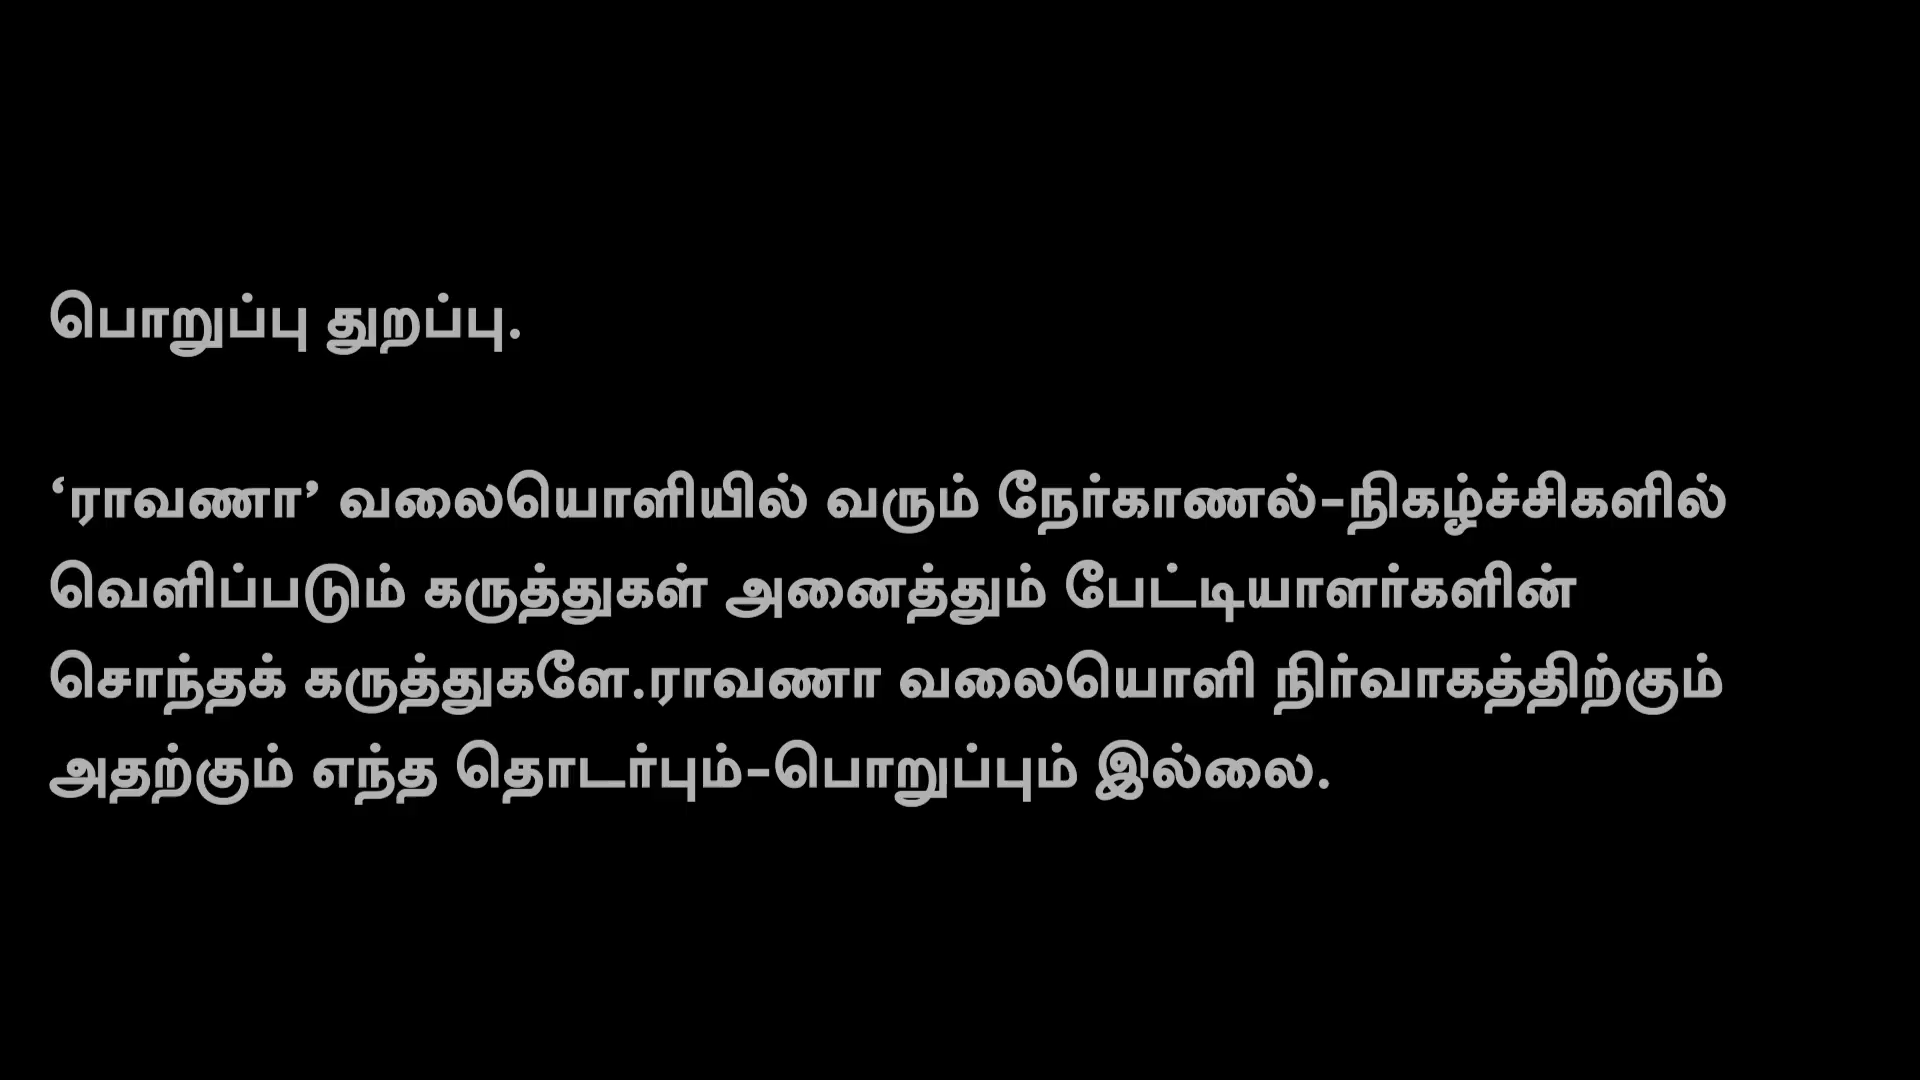 பொறுப்பு துறப்பு.
‘ராவணா’ வலையொளியில் வரும் நேர்காணல்-நிகழ்ச்சிகளில்
வெளிப்படும் கருத்துகள் அனைத்தும் பேட்டியாளர்களின்
சொந்தக் கருத்துகளே.ராவணா வலையொளி நிர்வாகத்திற்கும்
அதற்கும் எந்த தொடர்பும்-பொறுப்பும் இல்லை.